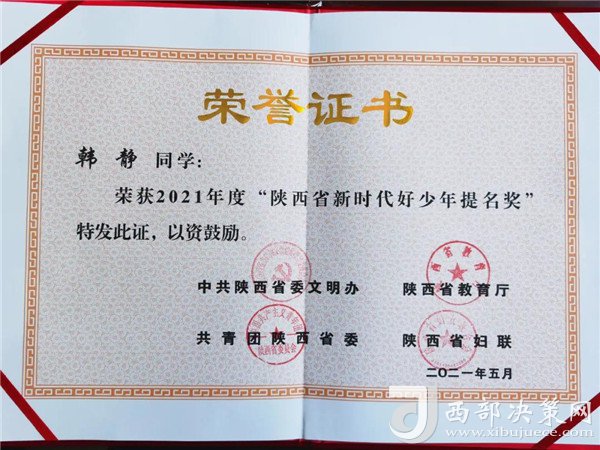 荣誉证书
韩静 同学：
荣获2021年度“陕西省新时代好少年提名奖”
特发此证，以资鼓励。
中共陕西省委文明办 陕西省教育厅
共青团陕西省委 陕西省妇联
二〇二一年五月
西部决策网
www.xibujuece.com